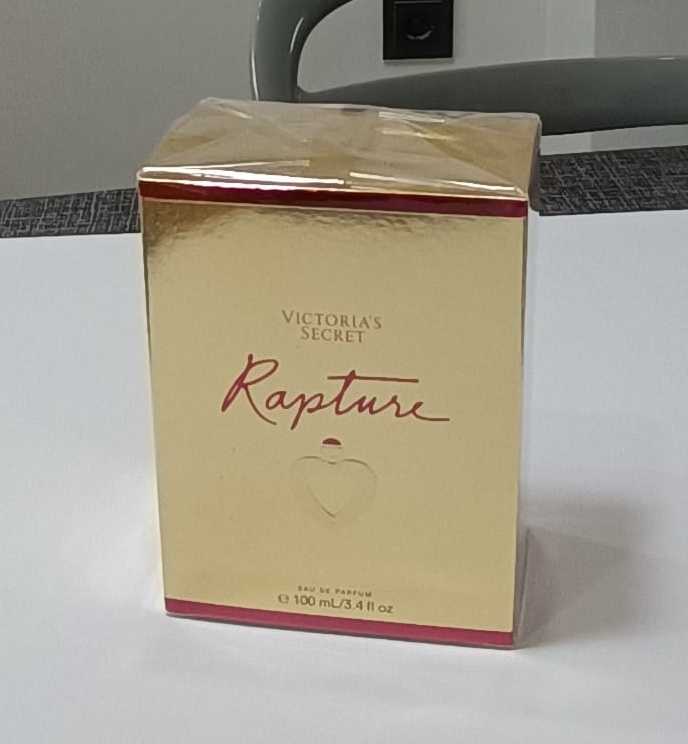 VICTORIA'S
SECRET
Rapture
EAU DE PARFUM
℮ 100 mL/3.4 fl oz